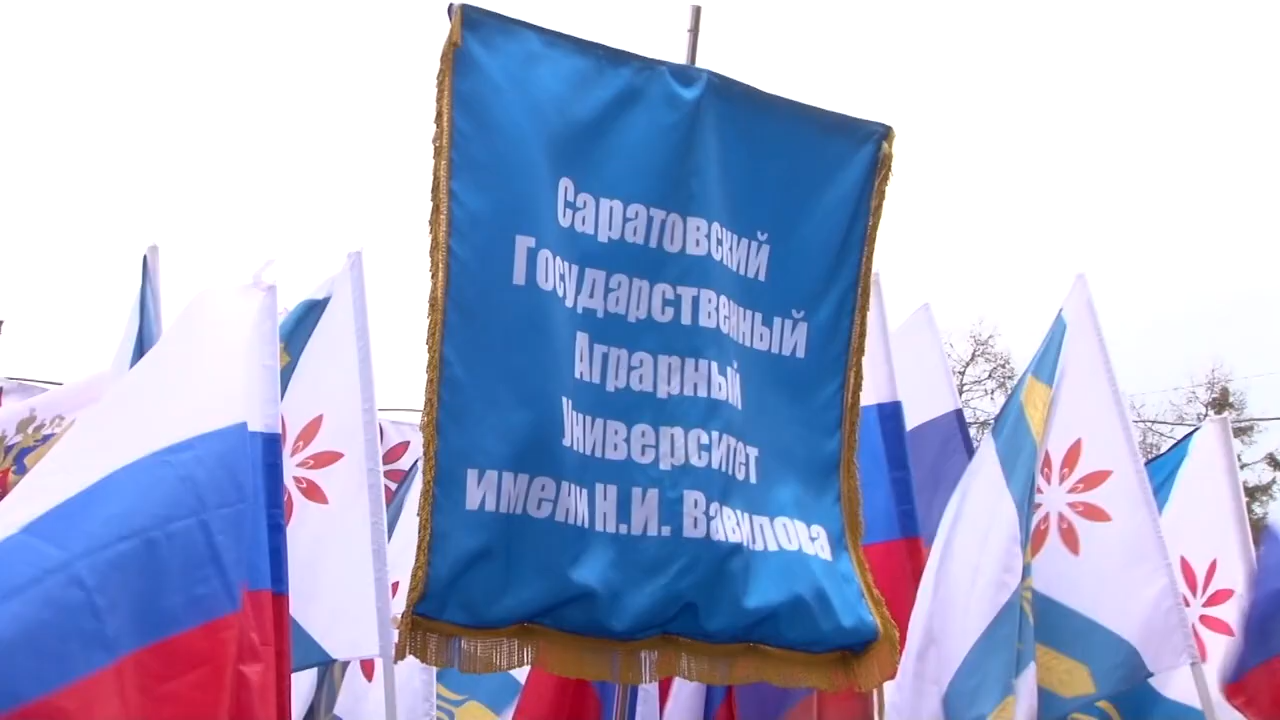 Саратовский
Государственный
Аграрный
Университет
имени Н.И. Вавилова